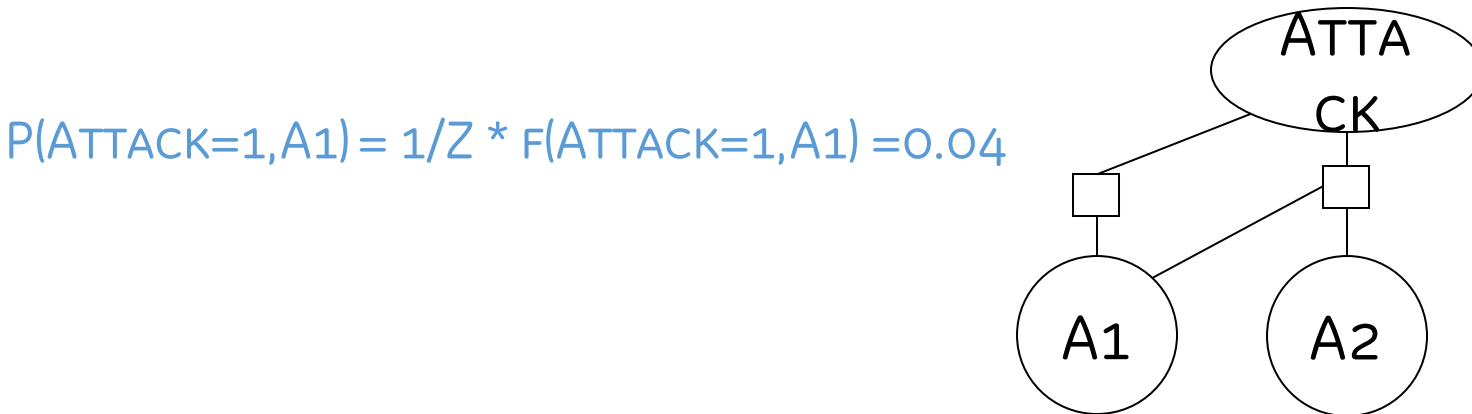 P(Attack=1,A1) = 1/Z * f(Attack=1,A1) =0.04
Atta
ck
A1
A2